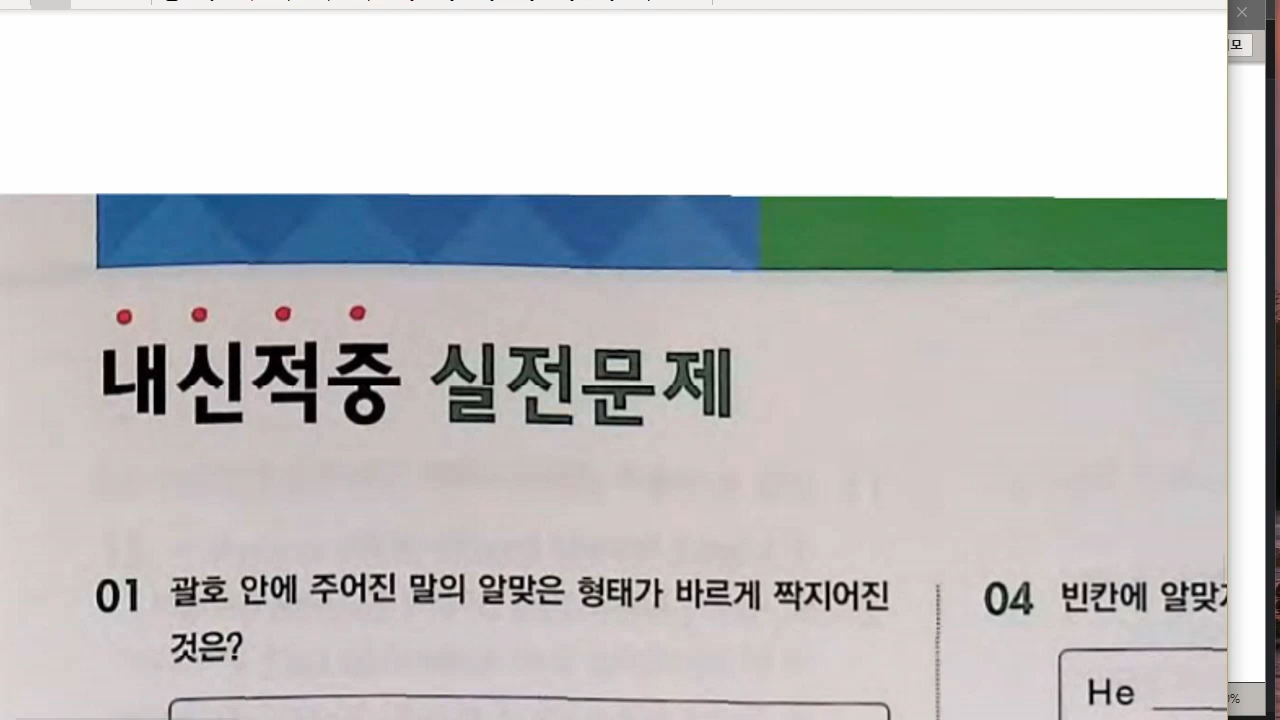 내신적중 실전문제
01 괄호 안에 주어진 말의 알맞은 형태가 바르게 짝지어진
것은?
04 빈칸에 알맞
He